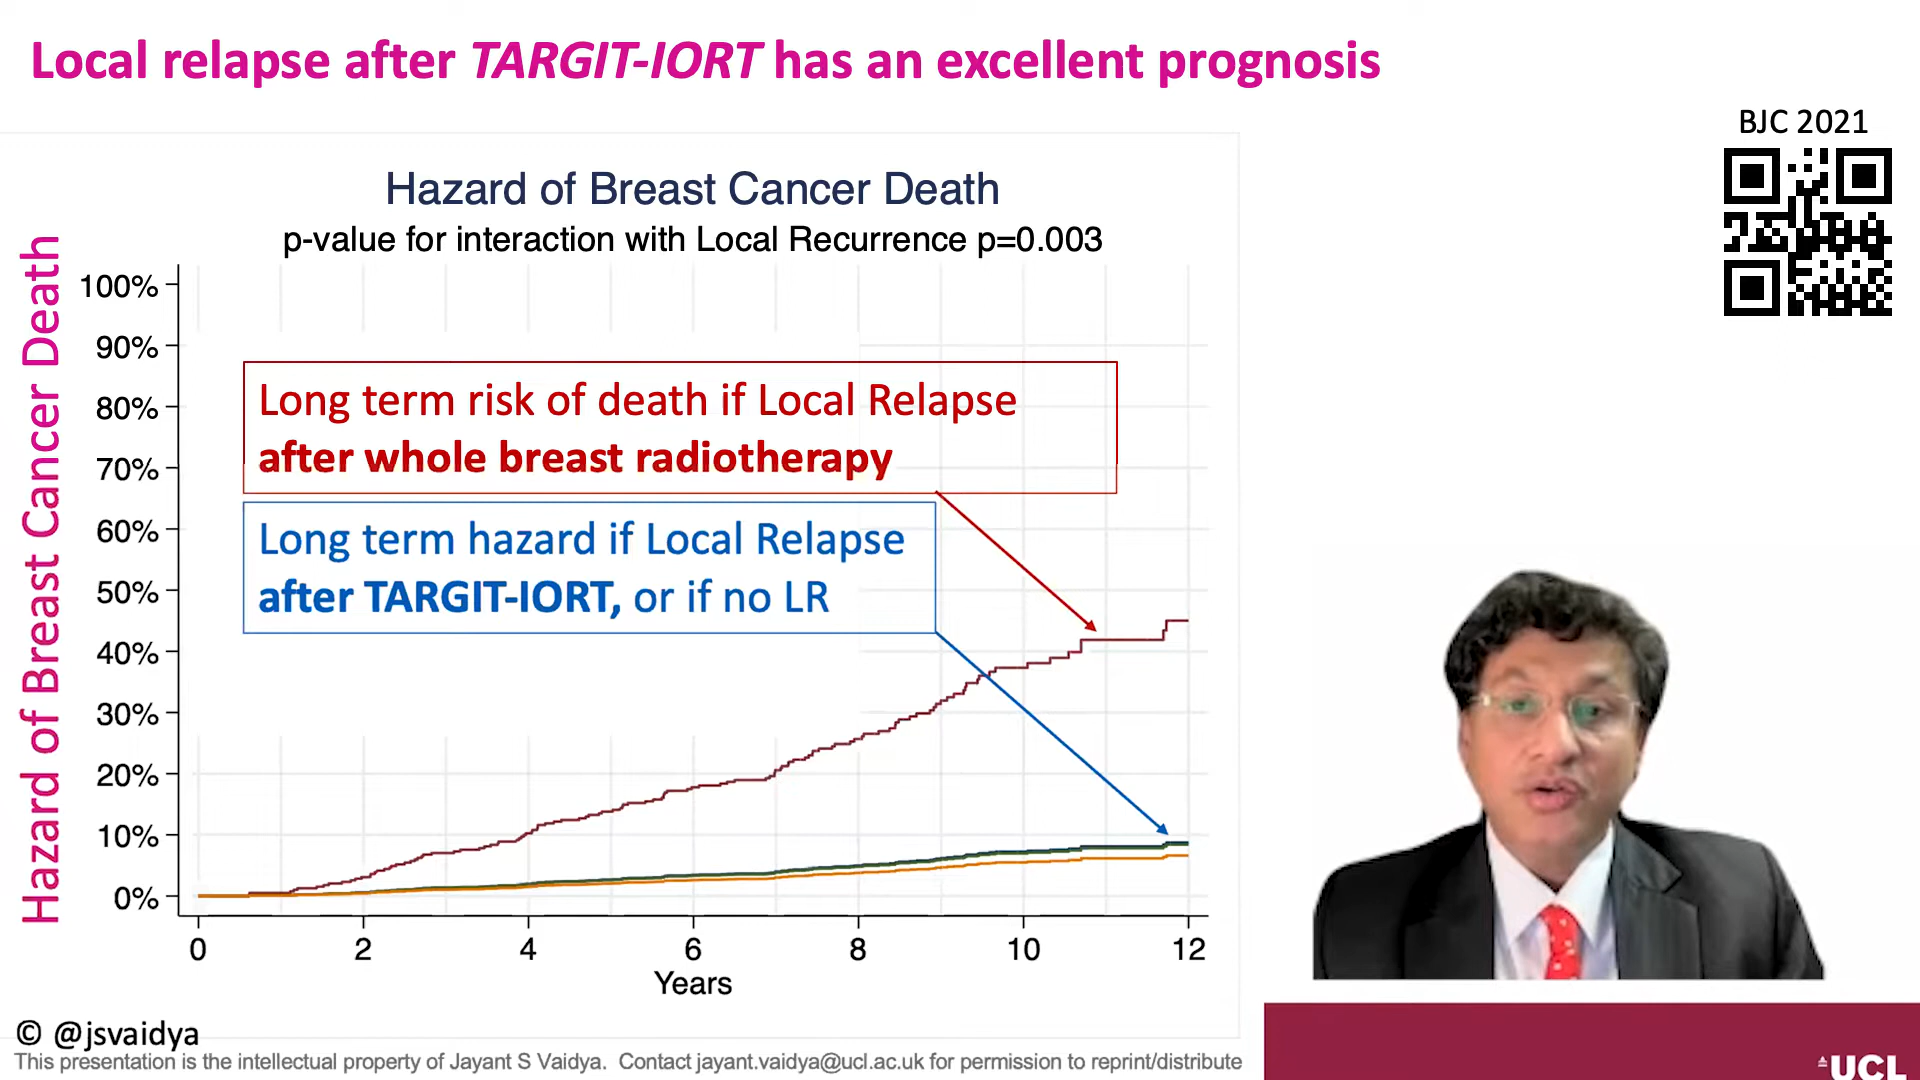 Local relapse after TARGIT-IORT has an excellent prognosis
BJC 2021
Hazard of Breast Cancer Death
p-value for interaction with Local Recurrence p=0.003
Hazard of Breast Cancer Death
100%
90%
80%
70%
60%
50%
40%
30%
20%
10%
0%
Long term risk of death if Local Relapse
after whole breast radiotherapy
Long term hazard if Local Relapse
after TARGIT-IORT, or if no LR
0 2 4 6 8 10 12
Years
© @jsvaidya
This presentation is the intellectual property of Jayant S Vaidya. Contact jayant.vaidya@ucl.ac.uk for permission to reprint/distribute
UCL